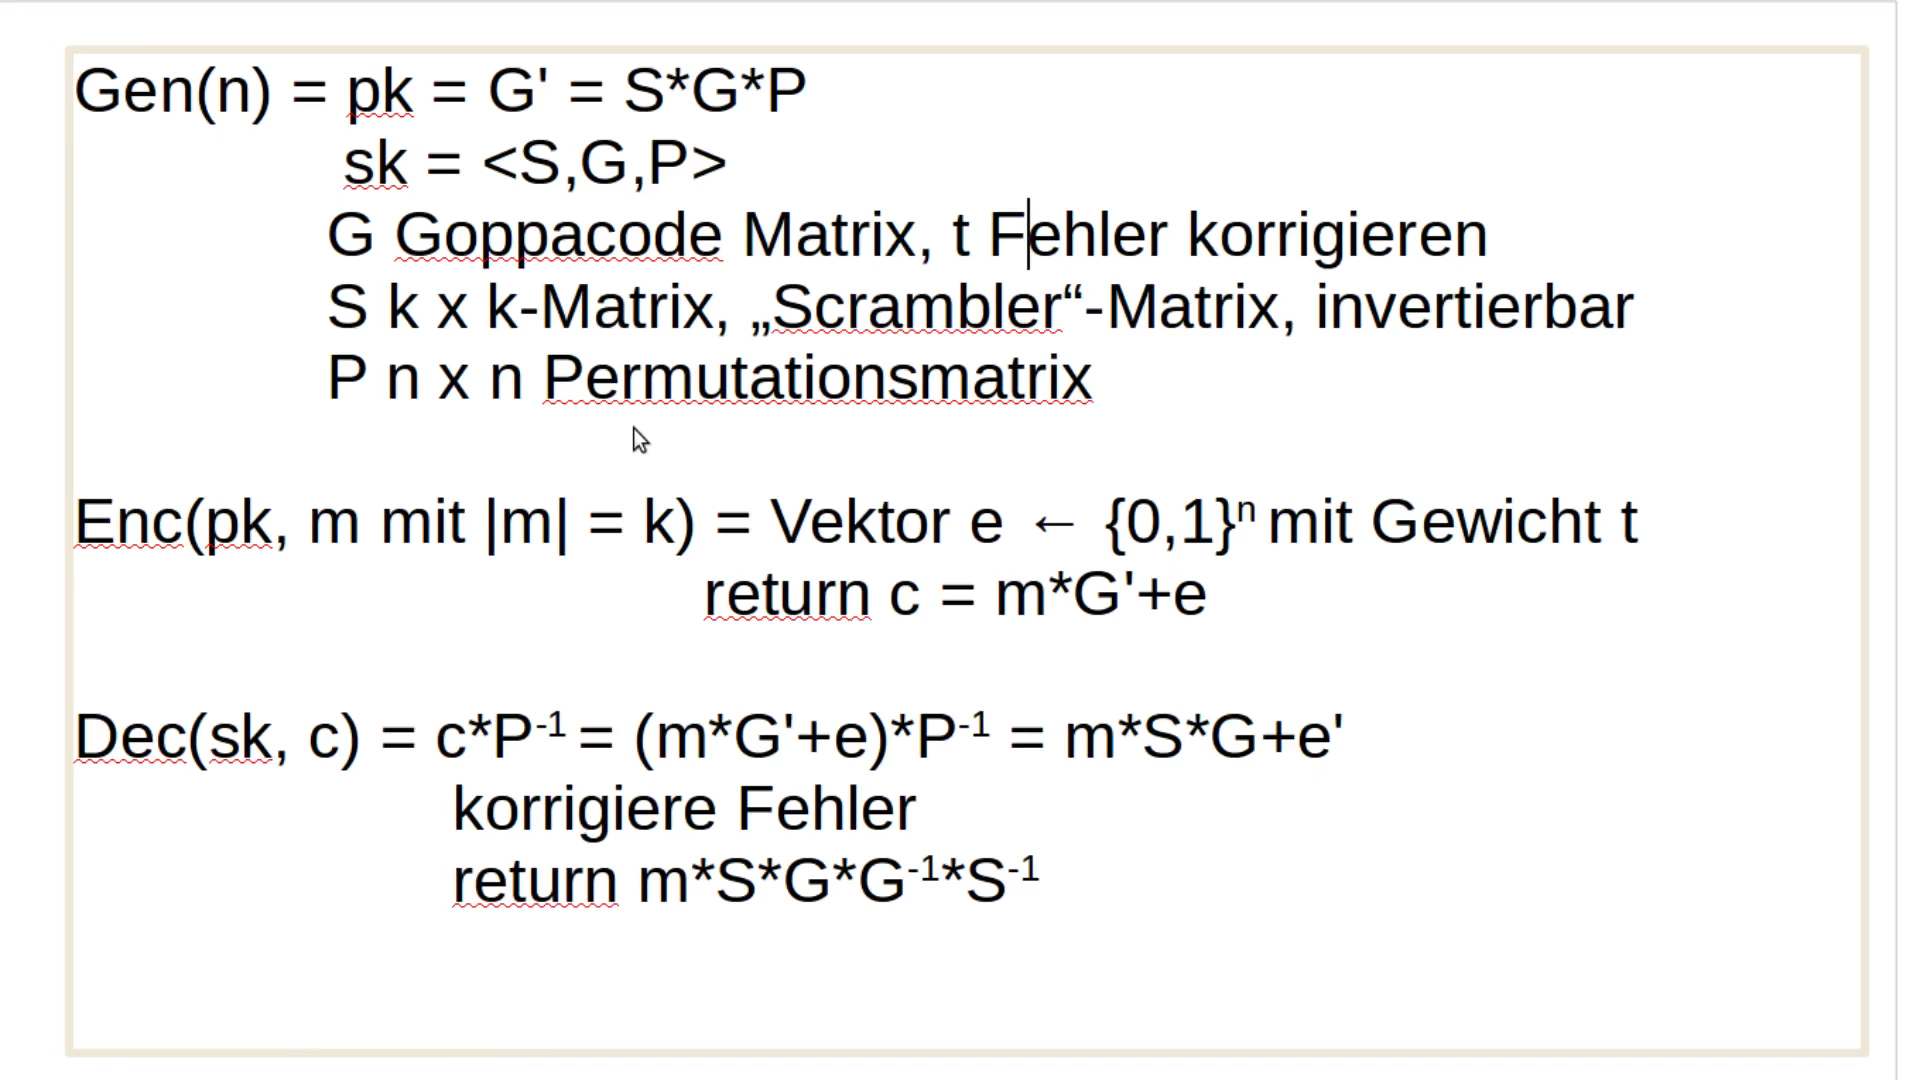 Gen(n) = pk = G' = S*G*P
sk = <S,G,P>
G Goppacode Matrix, t Fehler korrigieren
S k x k-Matrix, „Scrambler“-Matrix, invertierbar
P n x n Permutationsmatrix
Enc(pk, m mit |m| = k) = Vektor e ← {0,1}ⁿ mit Gewicht t
return c = m*G'+e
Dec(sk, c) = c*P⁻¹ = (m*G'+e)*P⁻¹ = m*S*G+e'
korrigiere Fehler
return m*S*G*G⁻¹*S⁻¹